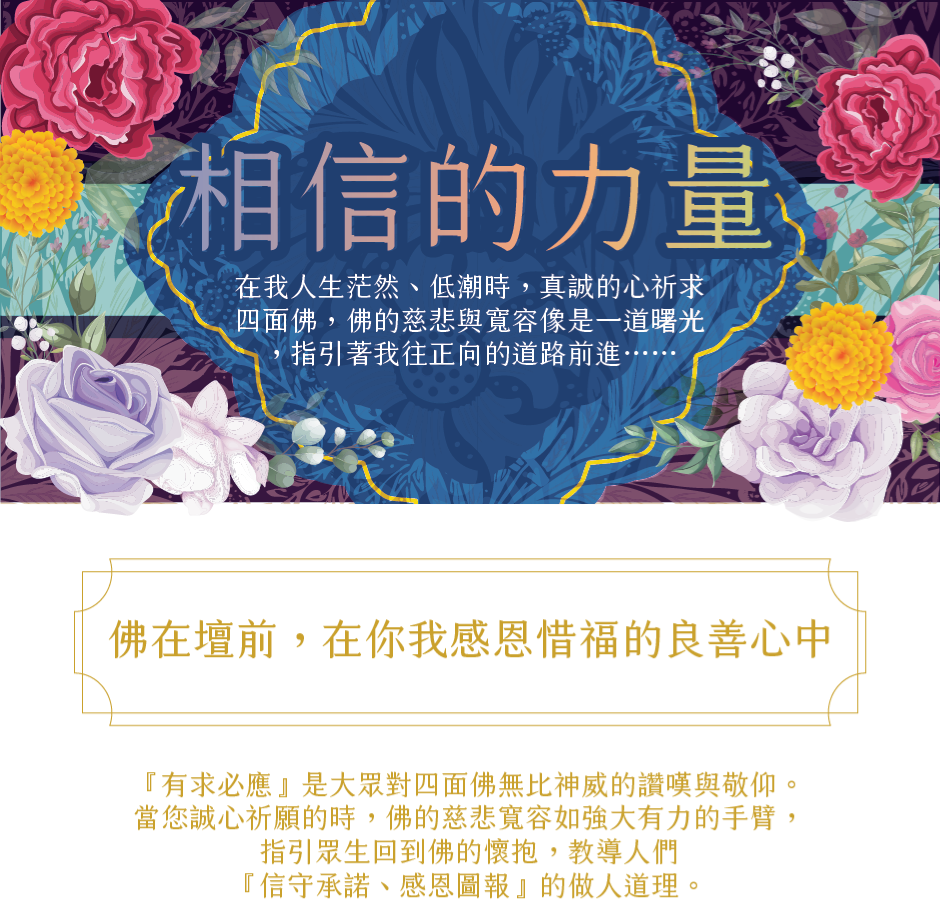 相信的力量
在我人生茫然、低潮時，真誠的心祈求
四面佛，佛的慈悲與寬容像是一道曙光
，指引著我往正向的道路前進⋯⋯
佛在壇前，在你我感恩惜福的良善心中
『有求必應』是大眾對四面佛無比神威的讚嘆與敬仰。
當您誠心祈願的時，佛的慈悲寬容如強大有力的手臂，
指引眾生回到佛的懷抱，教導人們
『信守承諾、感恩圖報』的做人道理。